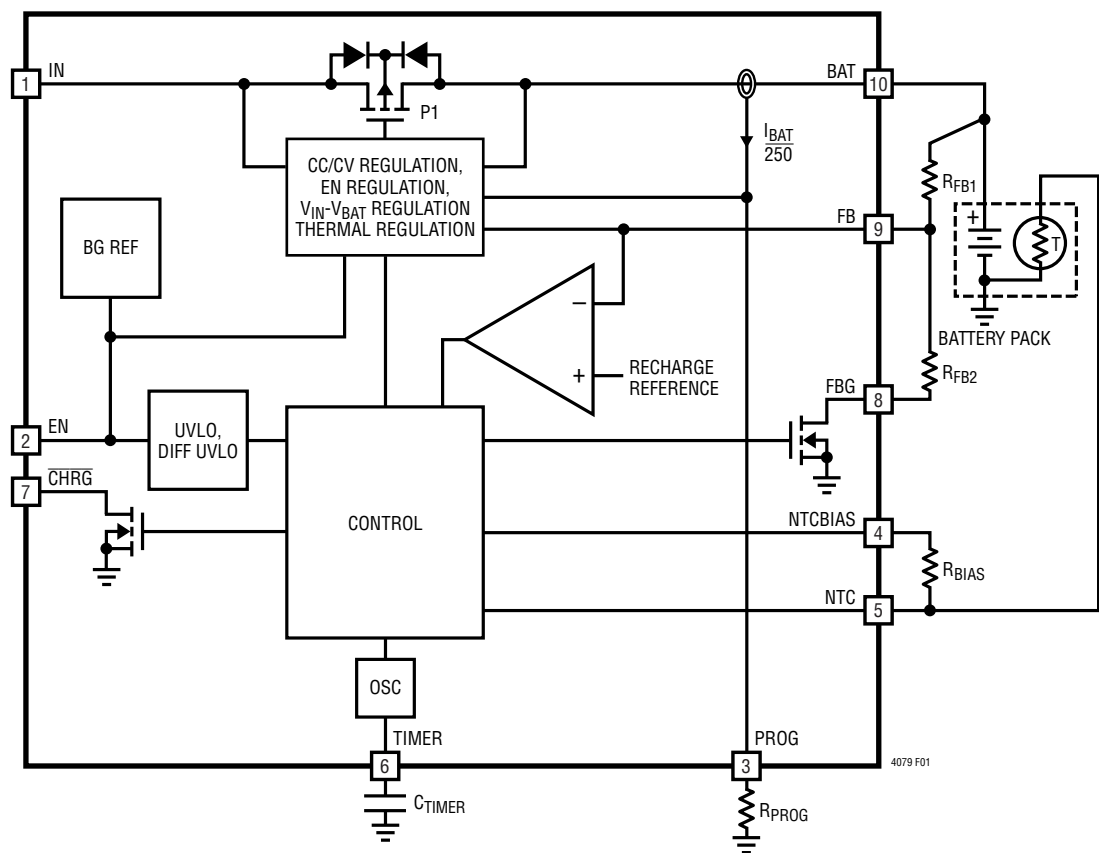 IN
1
P1
BAT
10
I_BAT
250
CC/CV REGULATION,
EN REGULATION,
V_IN-V_BAT REGULATION
THERMAL REGULATION
R_FB1
FB
9
+
T
BG REF
BATTERY PACK
–
+
RECHARGE
REFERENCE
R_FB2
FBG
8
EN
2
UVLO,
DIFF UVLO
CHRG
7
CONTROL
NTCBIAS
4
R_BIAS
NTC
5
OSC
TIMER
6
C_TIMER
PROG
3
R_PROG
4079 F01